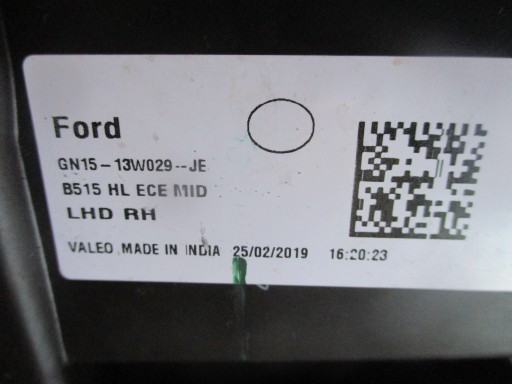 Ford
GN15-13W029--JE
B515 HL ECE MID
LHD RH
VALEO MADE IN INDIA 25/02/2019 16:20:23